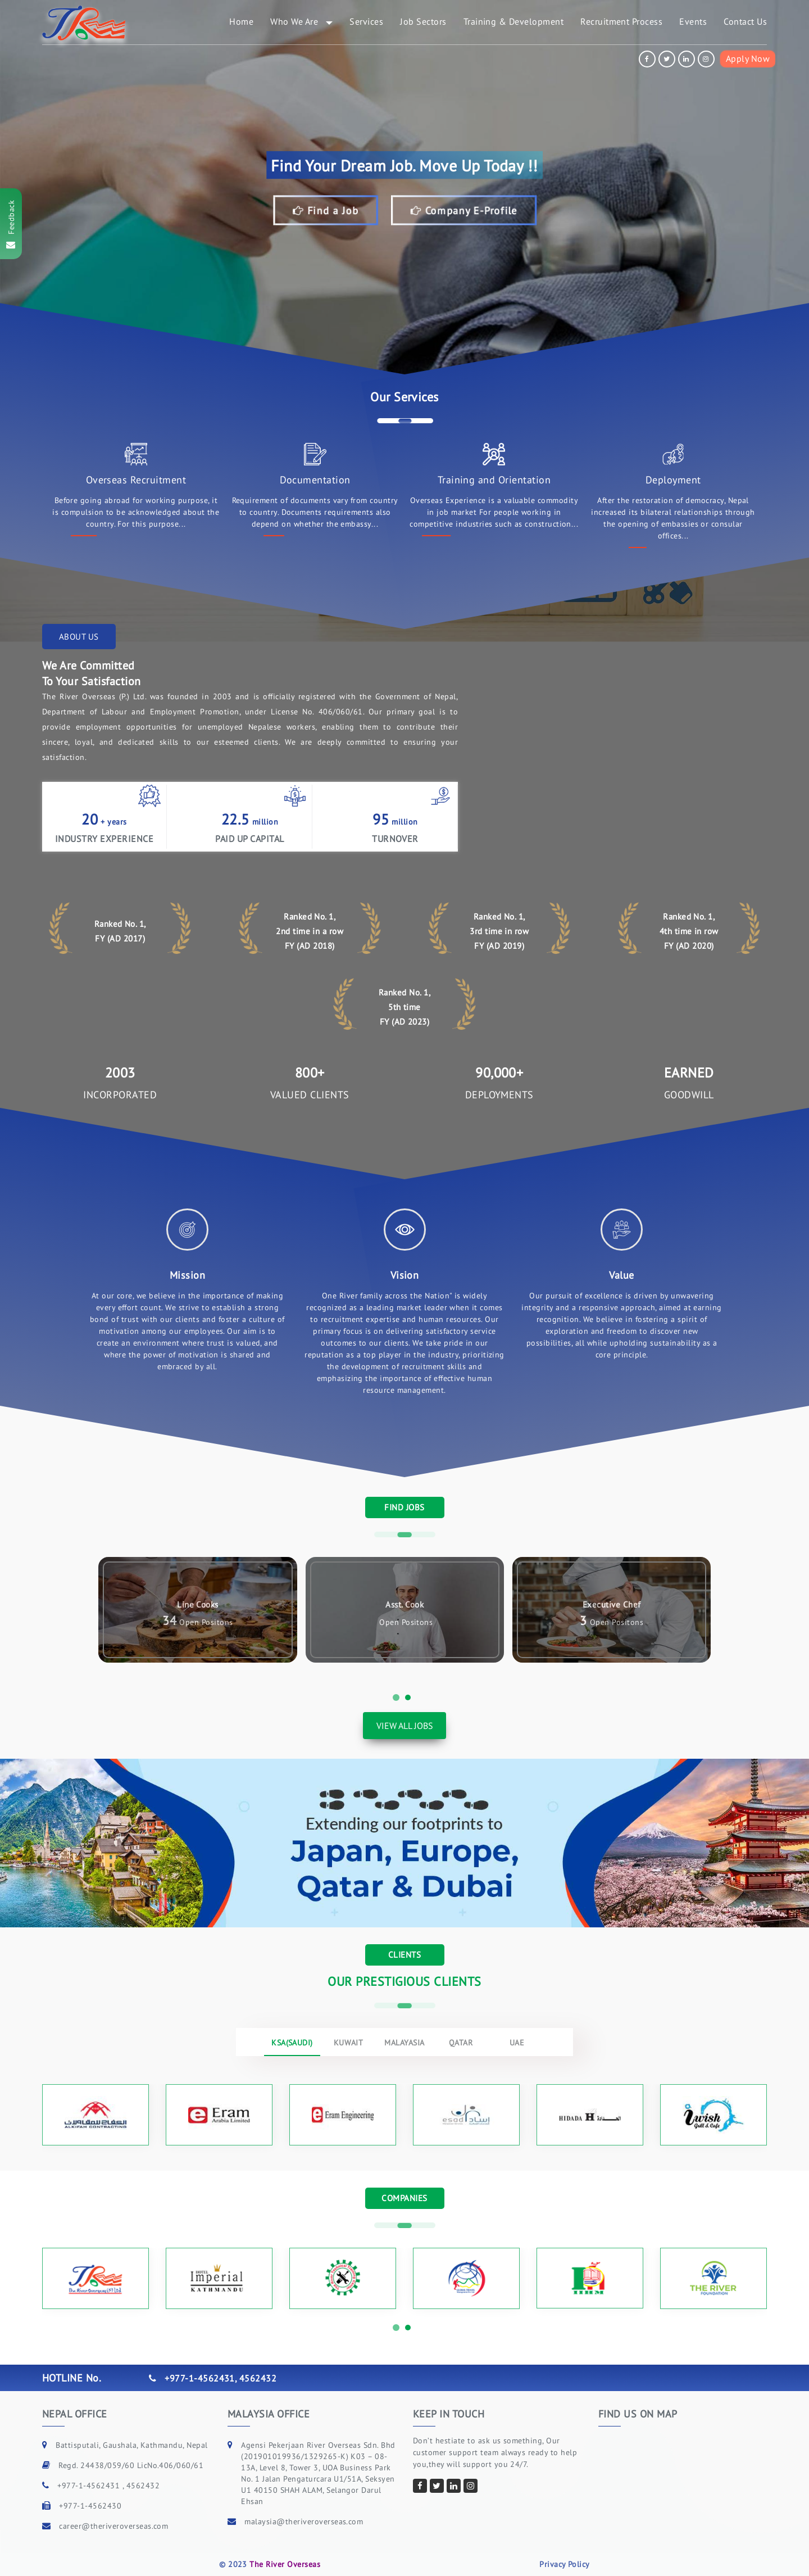 Home
Who We Are
Services
Job Sectors
Training & Development
Recruitment Process
Events
Contact Us
Apply Now
Find Your Dream Job. Move Up Today !!
Find a Job
Company E-Profile
Feedback
Our Services
Overseas Recruitment
Before going abroad for working purpose, it
is compulsion to be acknowledged about the
country. For this purpose...
Documentation
Requirement of documents vary from country
to country. Documents requirements also
depend on whether the embassy...
Training and Orientation
Overseas Experience is a valuable commodity
in job market For people working in
competitive industries such as construction...
Deployment
After the restoration of democracy, Nepal
increased its bilateral relationships through
the opening of embassies or consular
offices...
ABOUT US
We Are Committed
To Your Satisfaction
The River Overseas (P.) Ltd. was founded in 2003 and is officially registered with the Government of Nepal,
Department of Labour and Employment Promotion, under License No. 406/060/61. Our primary goal is to
provide employment opportunities for unemployed Nepalese workers, enabling them to contribute their
sincere, loyal, and dedicated skills to our esteemed clients. We are deeply committed to ensuring your
satisfaction.
20 + years
INDUSTRY EXPERIENCE
22.5 million
PAID UP CAPITAL
95 million
TURNOVER
Ranked No. 1,
FY (AD 2017)
Ranked No. 1,
2nd time in a row
FY (AD 2018)
Ranked No. 1,
3rd time in row
FY (AD 2019)
Ranked No. 1,
4th time in row
FY (AD 2020)
Ranked No. 1,
5th time
FY (AD 2023)
2003
INCORPORATED
800+
VALUED CLIENTS
90,000+
DEPLOYMENTS
EARNED
GOODWILL
Mission
At our core, we believe in the importance of making
every effort count. We strive to establish a strong
bond of trust with our clients and foster a culture of
motivation among our employees. Our aim is to
create an environment where trust is valued, and
where the power of motivation is shared and
embraced by all.
Vision
One River family across the Nation" is widely
recognized as a leading market leader when it comes
to recruitment expertise and human resources. Our
primary focus is on delivering satisfactory service
outcomes to our clients. We take pride in our
reputation as a top player in the industry, prioritizing
the development of recruitment skills and
emphasizing the importance of effective human
resource management.
Value
Our pursuit of excellence is driven by unwavering
integrity and a responsive approach, aimed at earning
recognition. We believe in fostering a spirit of
exploration and freedom to discover new
possibilities, all while upholding sustainability as a
core principle.
FIND JOBS
Line Cooks
34 Open Positons
Asst. Cook
Open Positons
Executive Chef
3 Open Positons
VIEW ALL JOBS
Extending our footprints to
Japan, Europe,
Qatar & Dubai
CLIENTS
OUR PRESTIGIOUS CLIENTS
KSA(SAUDI)
KUWAIT
MALAYASIA
QATAR
UAE
ALKIFAH CONTRACTING
Eram
Arabia Limited
Eram Engineering
esad
HIDADA
iwish
Grill & Cafe
COMPANIES
The River Overseas (P) Ltd.
Imperial
KATHMANDU
THE RIVER
FOUNDATION
HOTLINE No.
+977-1-4562431, 4562432
NEPAL OFFICE
Battisputali, Gaushala, Kathmandu, Nepal
Regd. 24438/059/60 LicNo.406/060/61
+977-1-4562431 , 4562432
+977-1-4562430
career@theriveroverseas.com
MALAYSIA OFFICE
Agensi Pekerjaan River Overseas Sdn. Bhd
(201901019936/1329265-K) K03 – 08-
13A, Level 8, Tower 3, UOA Business Park
No. 1 Jalan Pengaturcara U1/51A, Seksyen
U1 40150 SHAH ALAM, Selangor Darul
Ehsan
malaysia@theriveroverseas.com
KEEP IN TOUCH
Don't hestiate to ask us something, Our
customer support team always ready to help
you,they will support you 24/7.
FIND US ON MAP
© 2023 The River Overseas
Privacy Policy